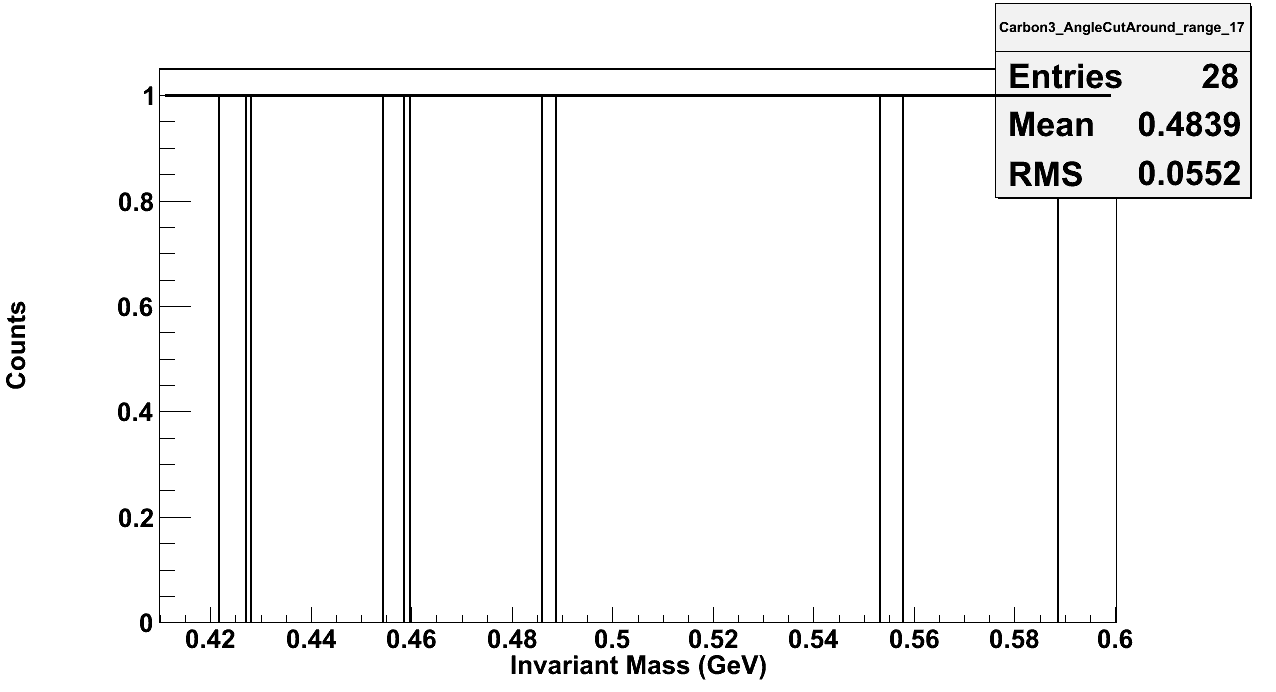 Carbon3_AngleCutAround_range_17
Entries 28
Mean 0.4839
RMS 0.0552
1
0.8
0.6
0.4
0.2
0
Counts
0.42 0.44 0.46 0.48 0.5 0.52 0.54 0.56 0.58 0.6
Invariant Mass (GeV)